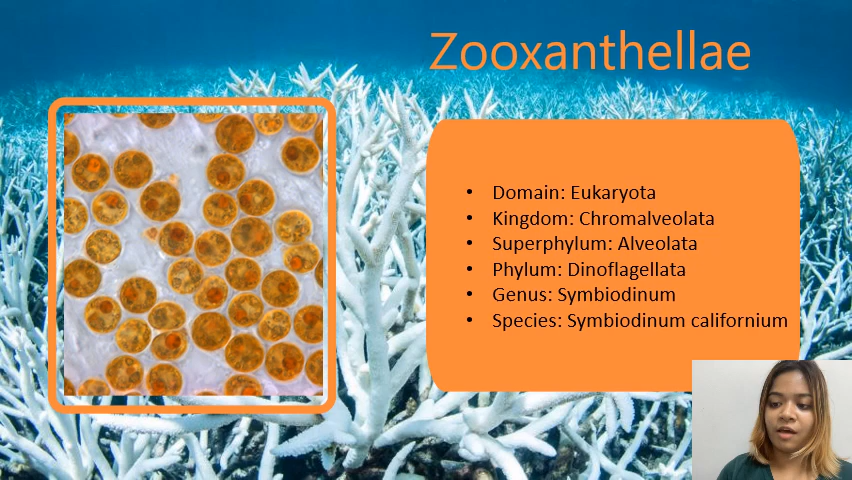 Zooxanthellae
• Domain: Eukaryota
• Kingdom: Chromalveolata
• Superphylum: Alveolata
• Phylum: Dinoflagellata
• Genus: Symbiodinum
• Species: Symbiodinum californium